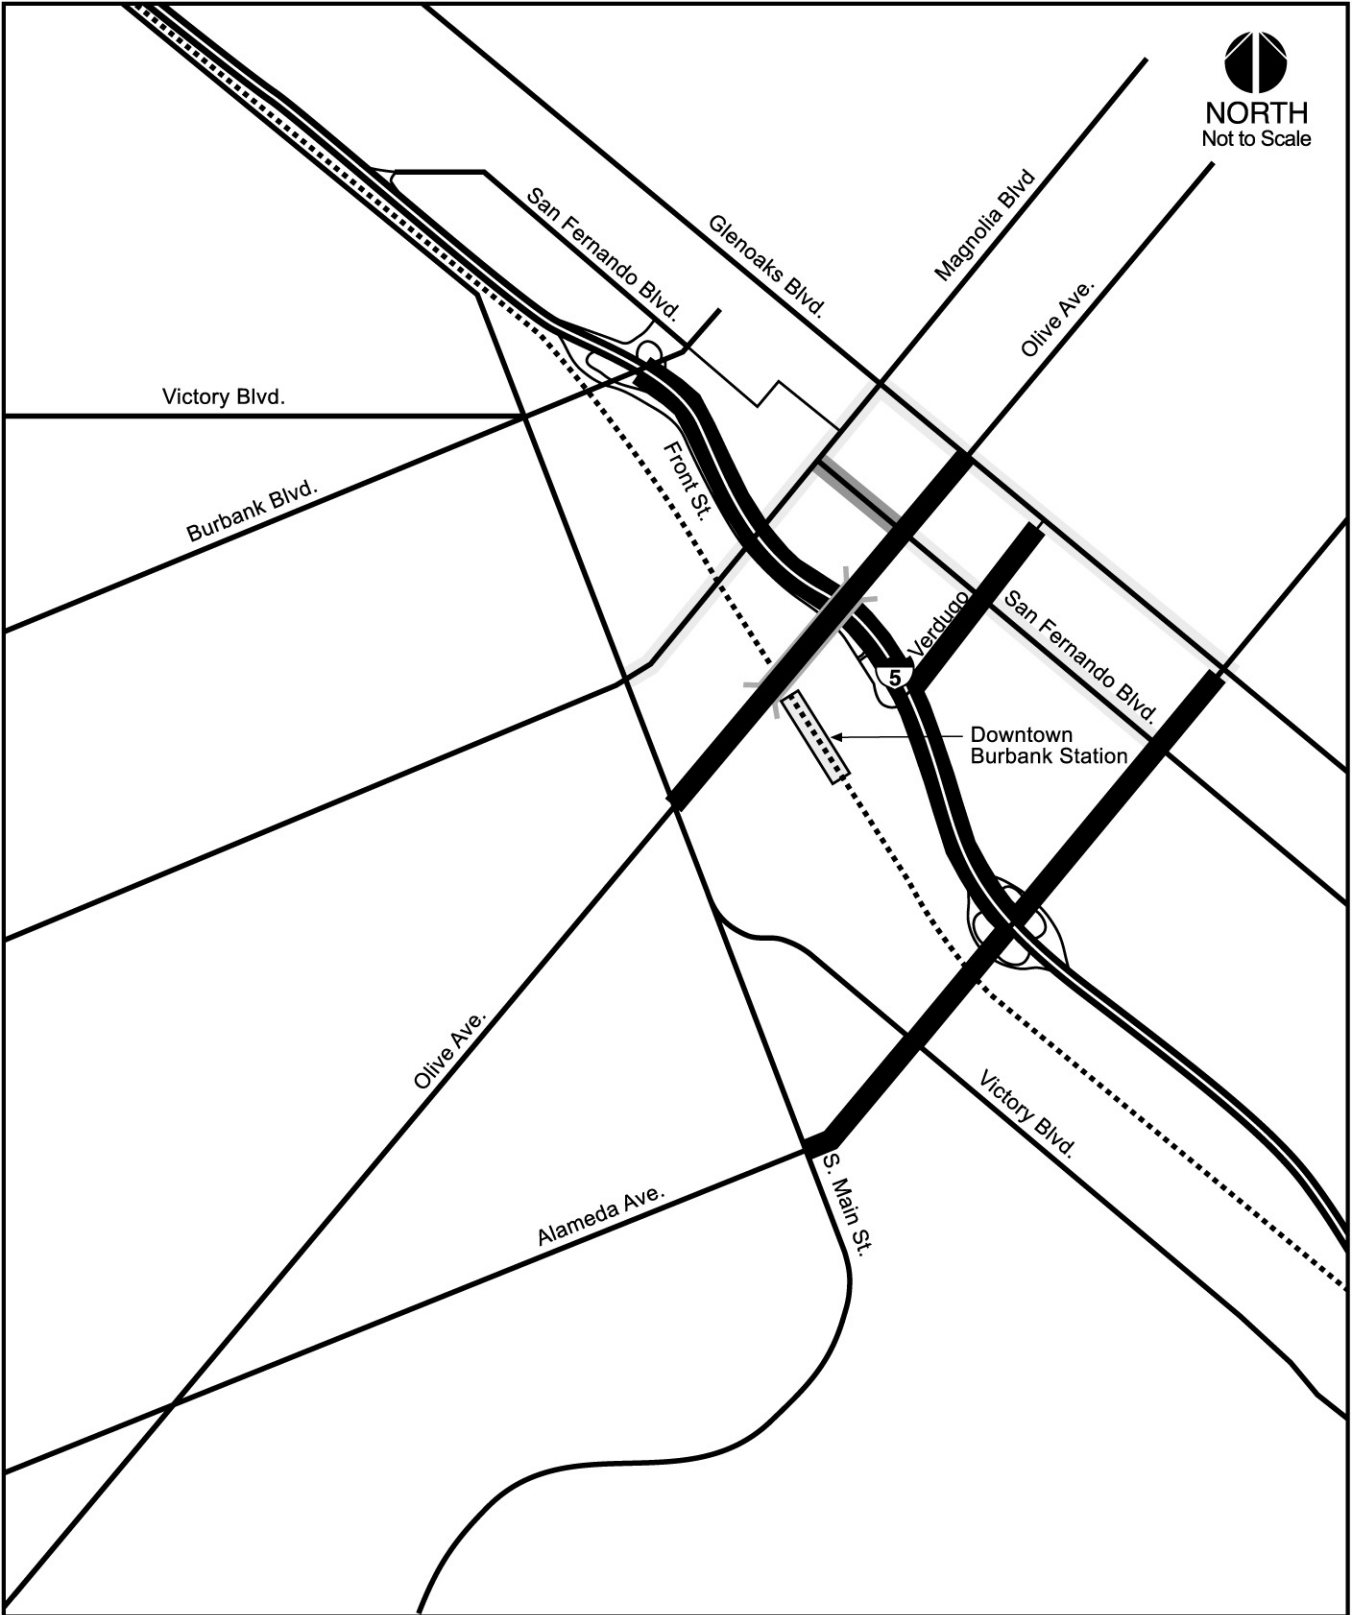 NORTH
Not to Scale
Magnolia Blvd
San Fernando Blvd.
Glenoaks Blvd.
Olive Ave.
Victory Blvd.
Front St.
Burbank Blvd.
Verdugo
San Fernando Blvd.
5
Downtown
Burbank Station
Olive Ave.
Victory Blvd.
S. Main St.
Alameda Ave.